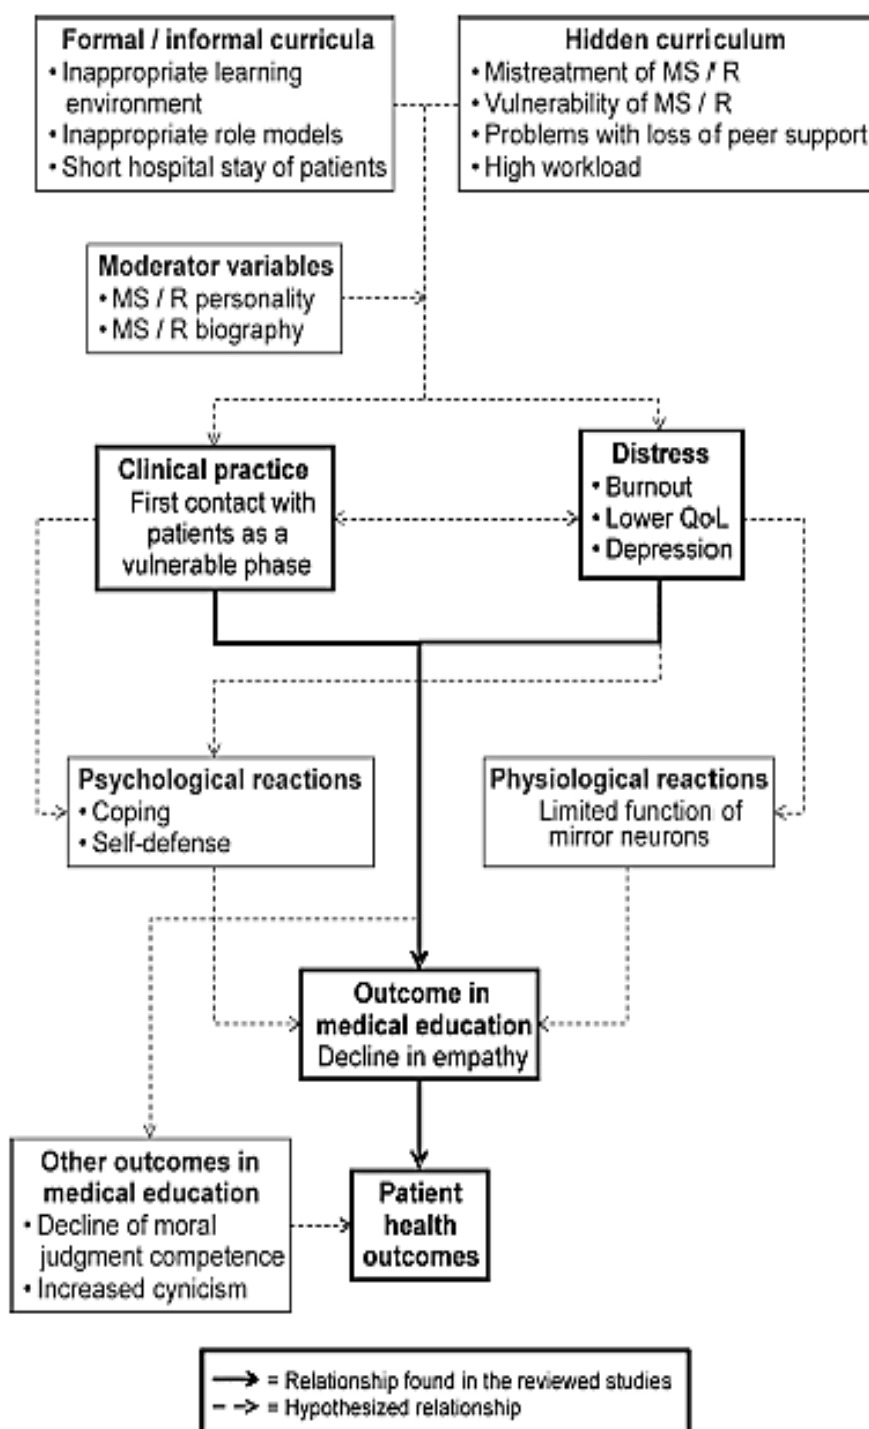 Formal / informal curricula
• Inappropriate learning
environment
• Inappropriate role models
• Short hospital stay of patients
Hidden curriculum
• Mistreatment of MS / R
• Vulnerability of MS / R
• Problems with loss of peer support
• High workload
Moderator variables
• MS / R personality
• MS / R biography
Clinical practice
First contact with
patients as a
vulnerable phase
Distress
• Burnout
• Lower QoL
• Depression
Psychological reactions
• Coping
• Self-defense
Physiological reactions
Limited function of
mirror neurons
Outcome in
medical education
Decline in empathy
Other outcomes in
medical education
• Decline of moral
judgment competence
• Increased cynicism
Patient
health
outcomes
= Relationship found in the reviewed studies
= Hypothesized relationship